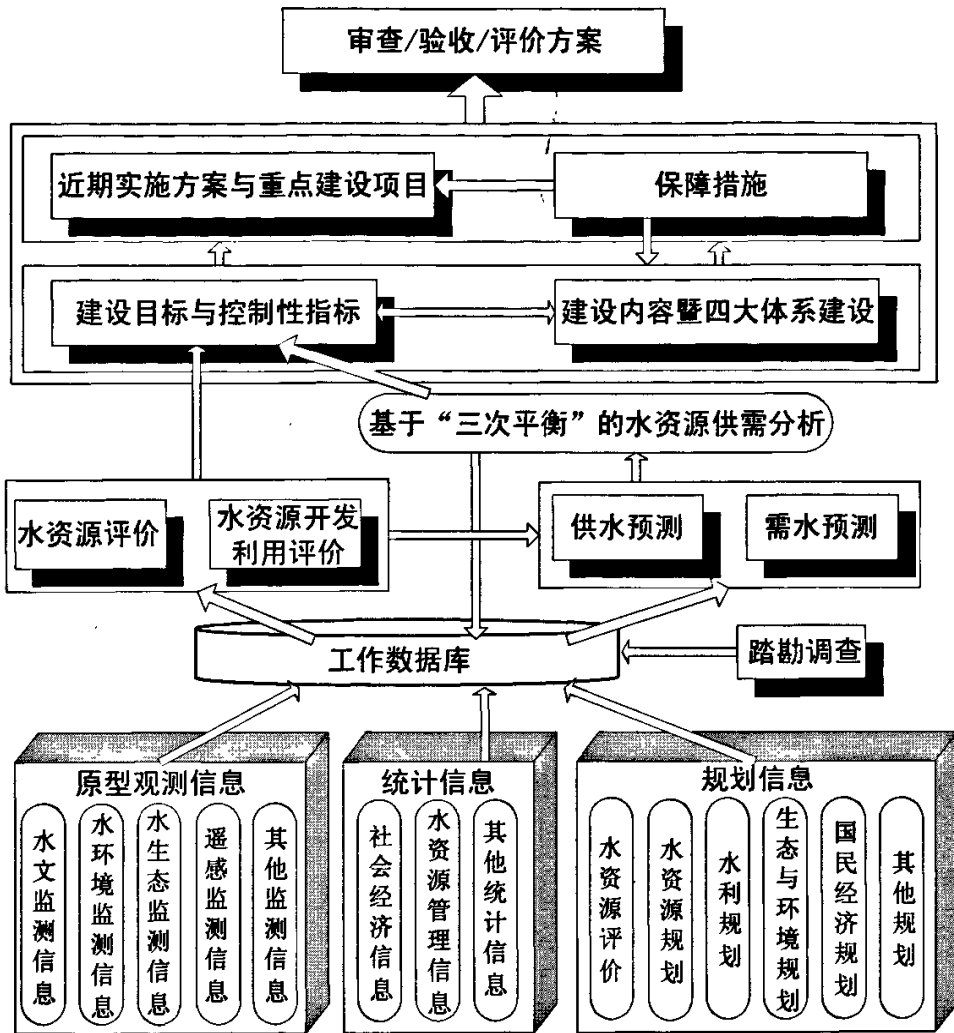 审查/验收/评价方案
近期实施方案与重点建设项目
保障措施
建设目标与控制性指标
建设内容暨四大体系建设
基于“三次平衡”的水资源供需分析
水资源评价
水资源开发
利用评价
供水预测
需水预测
工作数据库
踏勘调查
原型观测信息
水文监测信息
水环境监测信息
水生态监测信息
遥感监测信息
其他监测信息
统计信息
社会经济信息
水资源管理信息
其他统计信息
规划信息
水资源评价
水资源规划
水利规划
生态与环境规划
国民经济规划
其他规划